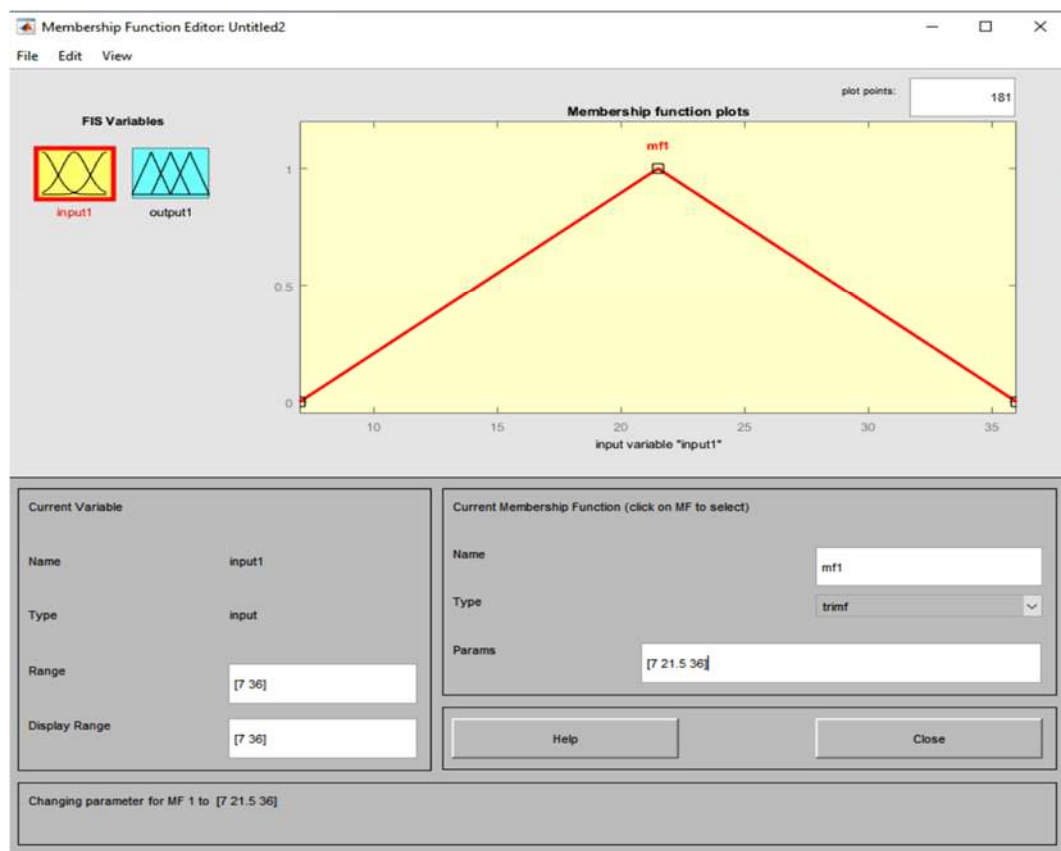 Membership Function Editor: Untitled2
File Edit View
plot points: 181
FIS Variables
Membership function plots
input1 output1
mf1
1
0.5
0
10 15 20 25 30 35
input variable "input1"
Current Variable
Name input1
Type input
Range [7 36]
Display Range [7 36]
Current Membership Function (click on MF to select)
Name mf1
Type trimf
Params [7 21.5 36]
Help Close
Changing parameter for MF 1 to [7 21.5 36]